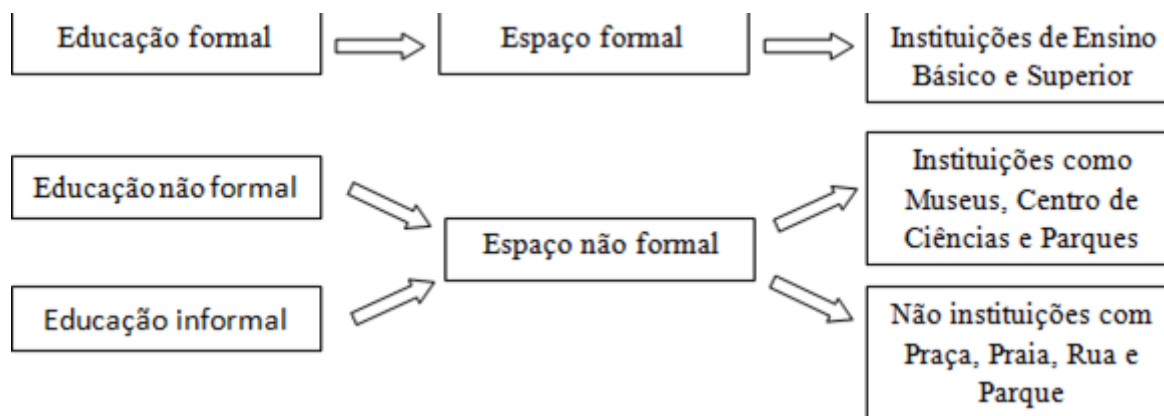 Educação formal
Espaço formal
Instituições de Ensino
Básico e Superior
Educação não formal
Espaço não formal
Instituições como
Museus, Centro de
Ciências e Parques
Educação informal
Não instituições com
Praça, Praia, Rua e
Parque